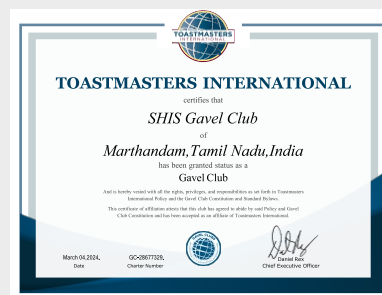 TOASTMASTERS
INTERNATIONAL
TOASTMASTERS INTERNATIONAL
certifies that
SHIS Gavel Club
of
Marthandam,Tamil Nadu,India
has been granted status as a
Gavel Club
And is hereby vested with all the rights, privileges, and responsibilities as set forth in Toastmasters
International Policy and the Gavel Club Constitution and Standard Bylaws.
This certificate of affiliation attests that this club has agreed to abide by said Policy and Gavel
Club Constitution and has been accepted as an affiliate of Toastmasters International.
March 04,2024,
Date
GC-28677329,
Charter Number
Daniel Rex
Chief Executive Officer